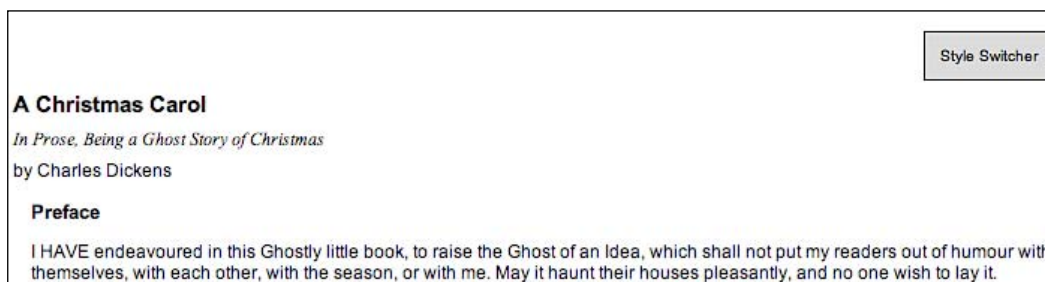 Style Switcher
A Christmas Carol
In Prose, Being a Ghost Story of Christmas
by Charles Dickens
Preface
I HAVE endeavoured in this Ghostly little book, to raise the Ghost of an Idea, which shall not put my readers out of humour with
themselves, with each other, with the season, or with me. May it haunt their houses pleasantly, and no one wish to lay it.